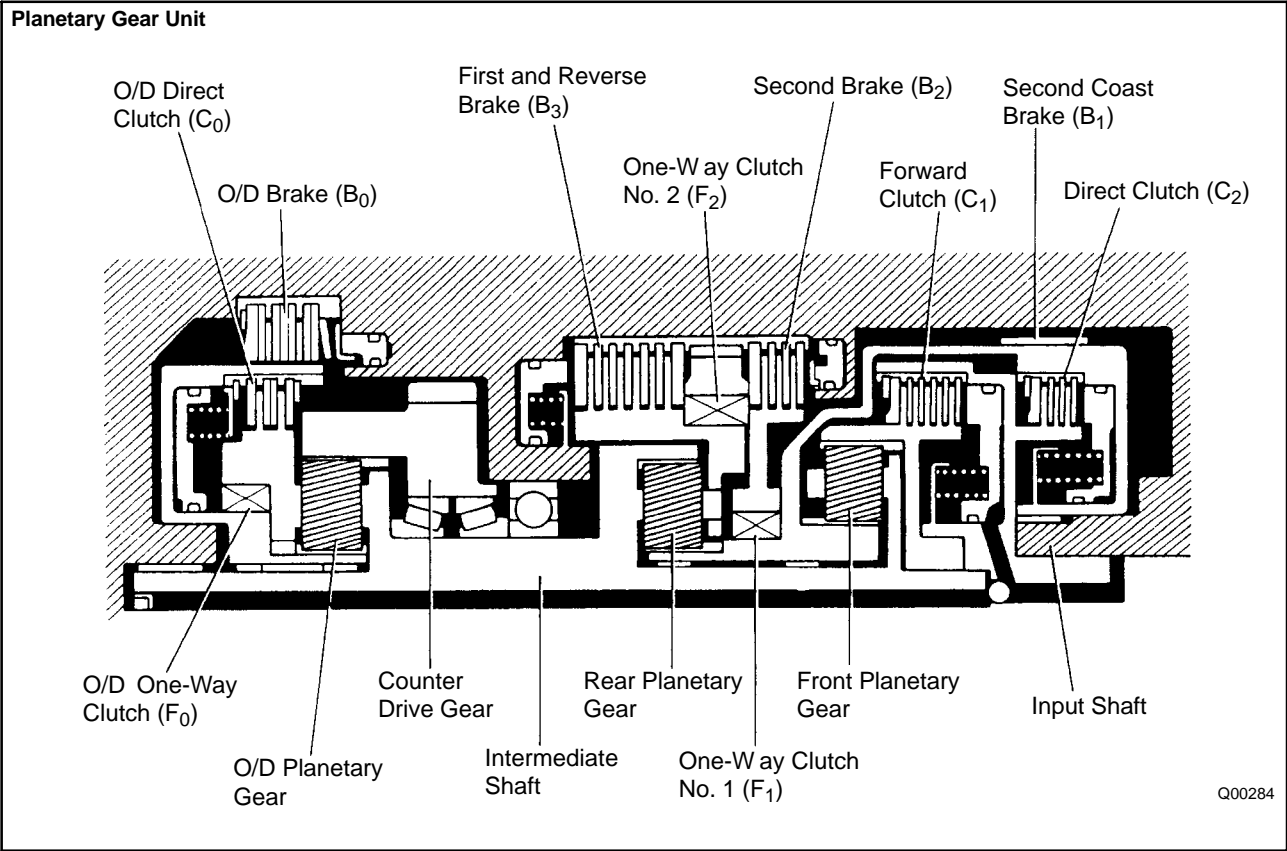 Planetary Gear Unit
O/D Direct
Clutch (C0)
O/D Brake (B0)
First and Reverse
Brake (B3)
One-W ay Clutch
No. 2 (F2)
Second Brake (B2)
Forward
Clutch (C1)
Second Coast
Brake (B1)
Direct Clutch (C2)
O/D One-Way
Clutch (F0)
O/D Planetary
Gear
Counter
Drive Gear
Intermediate
Shaft
Rear Planetary
Gear
One-W ay Clutch
No. 1 (F1)
Front Planetary
Gear
Input Shaft
Q00284